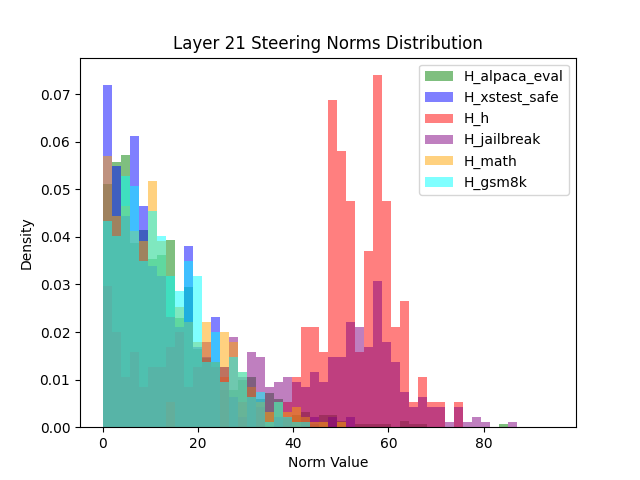 Layer 21 Steering Norms Distribution
H_alpaca_eval
H_xstest_safe
H_h
H_jailbreak
H_math
H_gsm8k
0.07
0.06
0.05
0.04
0.03
0.02
0.01
0.00
Density
0 20 40 60 80
Norm Value